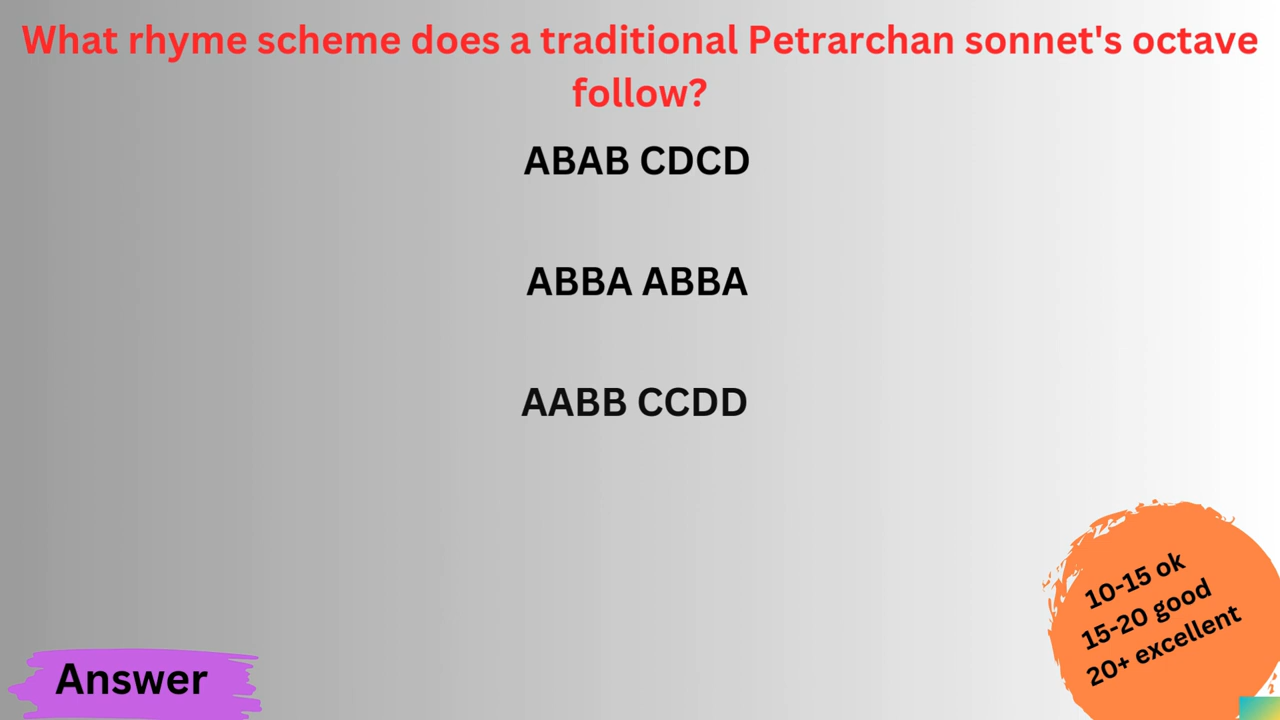 What rhyme scheme does a traditional Petrarchan sonnet's octave
follow?
ABAB CDCD
ABBA ABBA
AABB CCDD
10-15 ok
15-20 good
20+ excellent
Answer